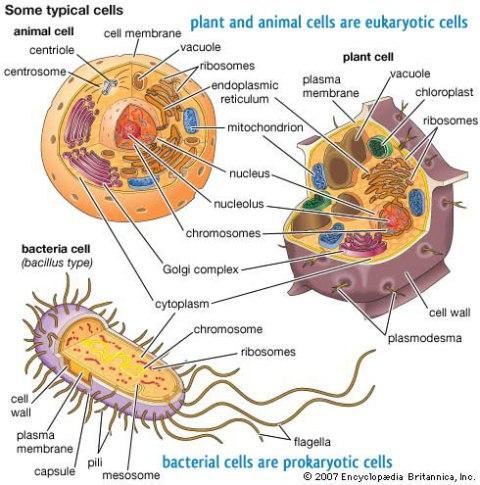 Some typical cells
plant and animal cells are eukaryotic cells
animal cell
cell membrane
centriole
vacuole
centrosome
ribosomes
endoplasmic
reticulum
mitochondrion
nucleus
nucleolus
chromosomes
Golgi complex
cytoplasm
plant cell
plasma
membrane
vacuole
chloroplast
ribosomes
cell wall
plasmodesma
bacteria cell
(bacillus type)
chromosome
ribosomes
cell
wall
plasma
membrane
capsule
pili
mesosome
flagella
bacterial cells are prokaryotic cells
© 2007 Encyclopædia Britannica, Inc.